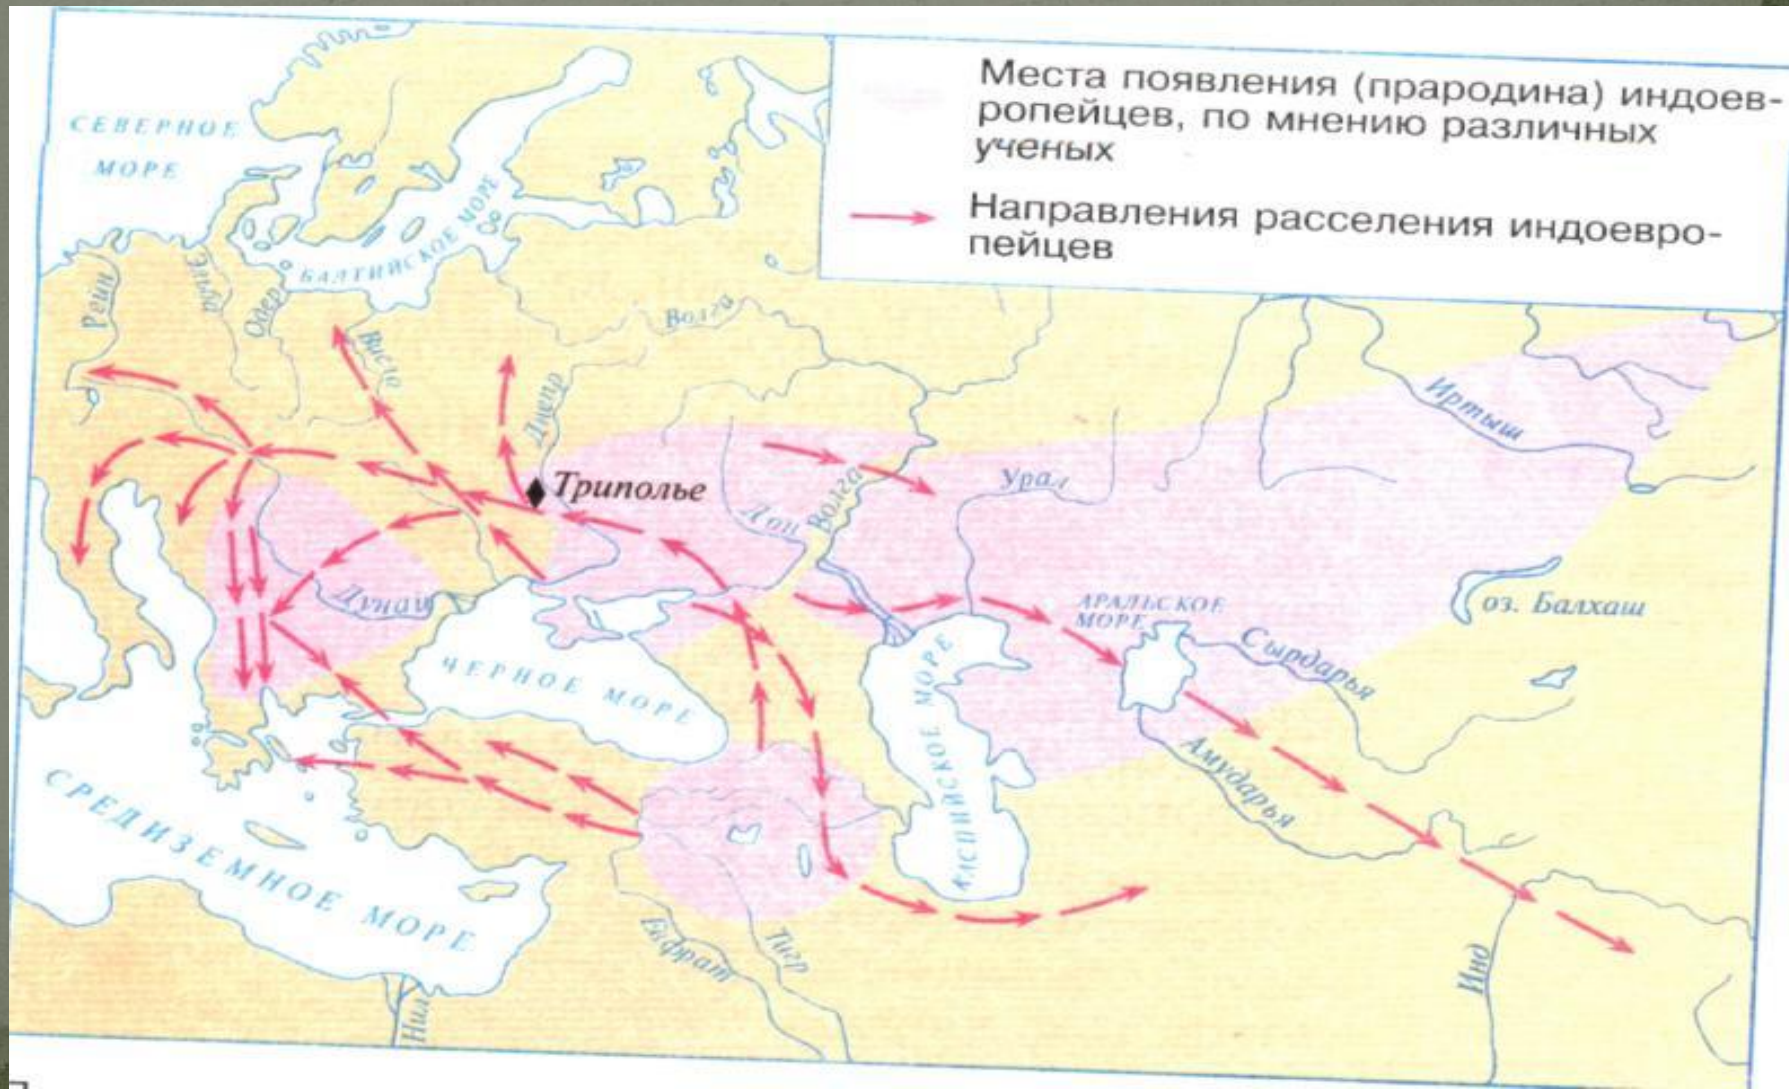 Места появления (прародина) индоев-
ропейцев, по мнению различных
ученых
Направления расселения индоевро-
пейцев
СЕВЕРНОЕ
МОРЕ
БАЛТИЙСКОЕ МОРЕ
Рейн
Эльба
Одер
Висла
Днепр
Волга
Иртыш
Триполье
Дон
Волга
Урал
Дунай
АРАЛЬСКОЕ
МОРЕ
оз. Балхаш
Сырдарья
ЧЕРНОЕ МОРЕ
КАСПИЙСКОЕ МОРЕ
Амударья
СРЕДИЗЕМНОЕ МОРЕ
Евфрат
Тигр
Инд
Нил